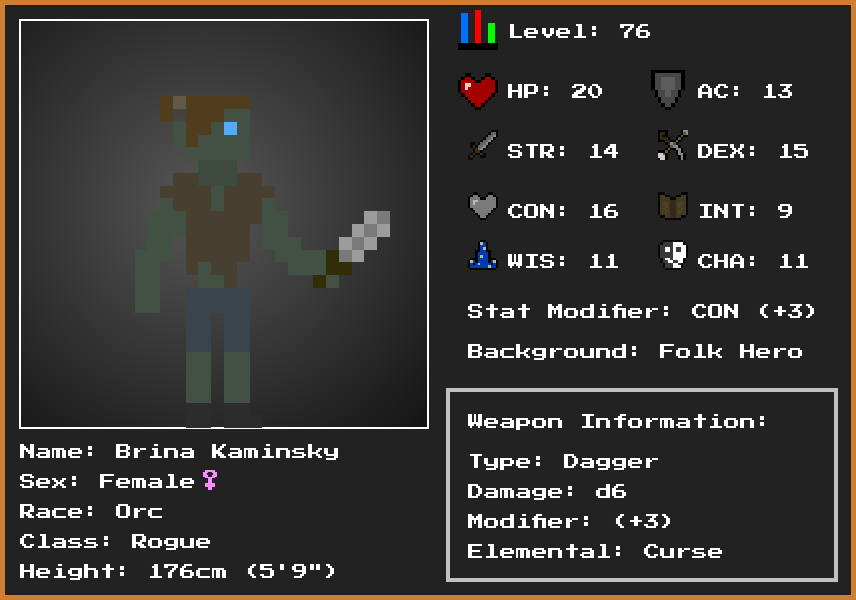 Level: 76
HP: 20
AC: 13
STR: 14
DEX: 15
CON: 16
INT: 9
WIS: 11
CHA: 11
Stat Modifier: CON (+3)
Background: Folk Hero
Weapon Information:
Type: Dagger
Damage: d6
Modifier: (+3)
Elemental: Curse
Name: Brina Kaminsky
Sex: Female♀
Race: Orc
Class: Rogue
Height: 176cm (5'9")